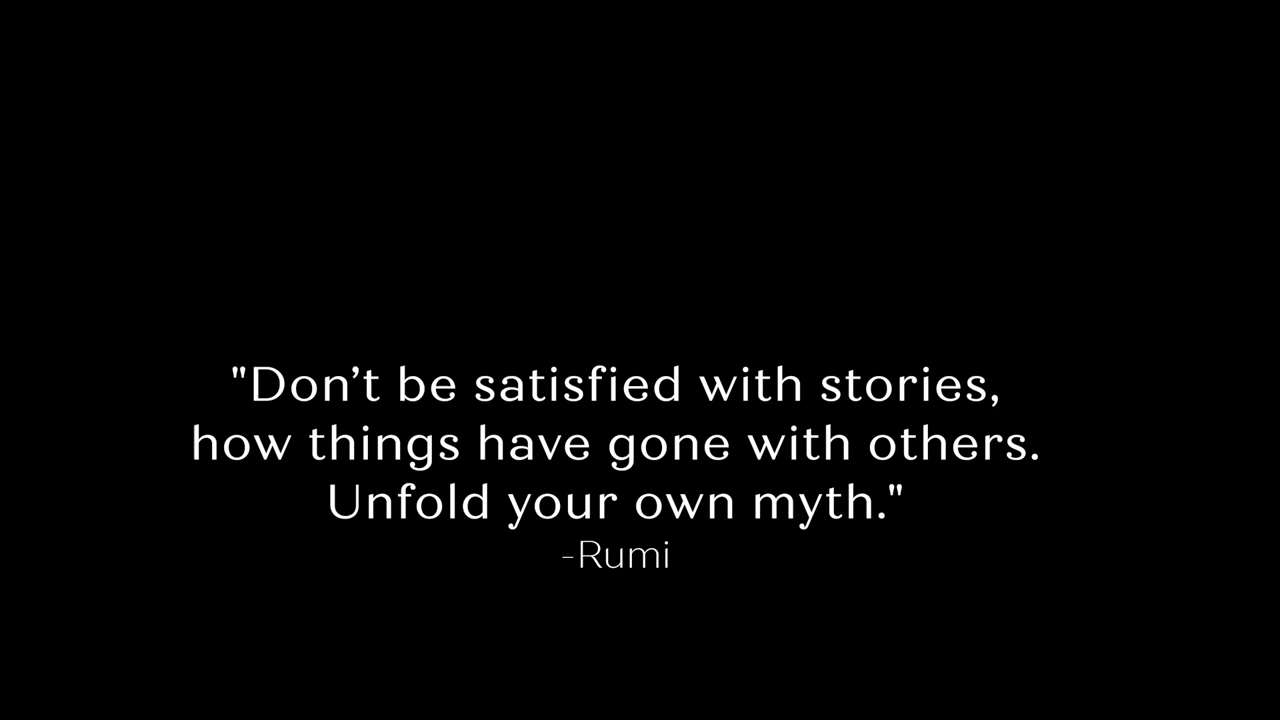 "Don’t be satisfied with stories,
how things have gone with others.
Unfold your own myth."
-Rumi